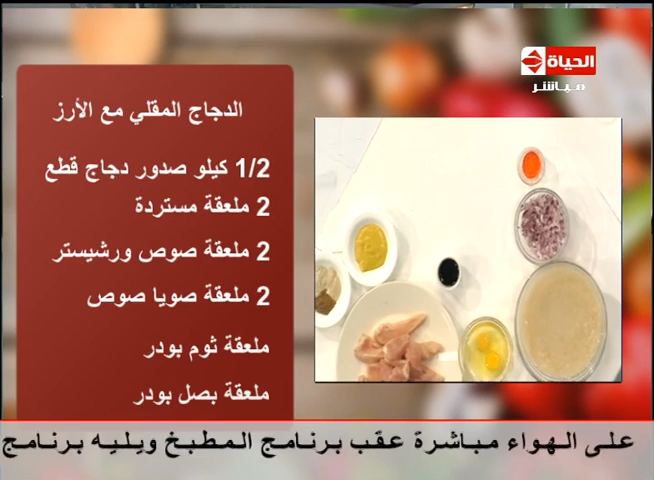 الحياة
مباشر
الدجاج المقلي مع الأرز
1/2 كيلو صدور دجاج قطع
2 ملعقة مستردة
2 ملعقة صوص ورشيستر
2 ملعقة صويا صوص
ملعقة ثوم بودر
ملعقة بصل بودر
على الهواء مباشرة عقب برنامج المطبخ ويليه برنامج